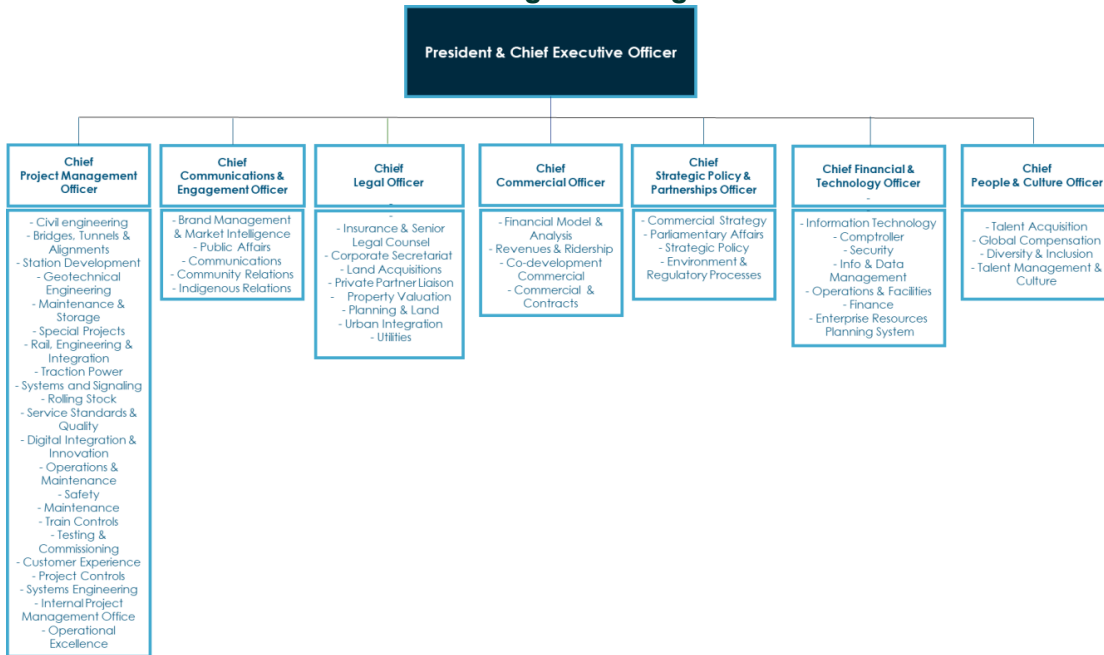 President & Chief Executive Officer
Chief
Project Management
Officer
- Civil engineering
- Bridges, Tunnels &
Alignments
- Station Development
- Geotechnical
Engineering
- Maintenance &
Storage
- Special Projects
- Rail, Engineering &
Integration
- Traction Power
- Systems and Signaling
- Rolling Stock
- Service Standards &
Quality
- Digital Integration &
Innovation
- Operations &
Maintenance
- Safety
- Maintenance
- Train Controls
- Testing &
Commissioning
- Customer Experience
- Project Controls
- Systems Engineering
- Internal Project
Management Office
- Operational
Excellence
Chief
Communications &
Engagement Officer
- Brand Management
& Market Intelligence
- Public Affairs
- Communications
- Community Relations
- Indigenous Relations
Chief
Legal Officer
-
-
- Insurance & Senior
Legal Counsel
- Corporate Secretariat
- Land Acquisitions
- Private Partner Liaison
- Property Valuation
- Planning & Land
- Urban Integration
- Utilities
Chief
Commercial Officer
- Financial Model &
Analysis
- Revenues & Ridership
- Co-development
Commercial
- Commercial &
Contracts
Chief
Strategic Policy &
Partnerships Officer
- Commercial Strategy
- Parliamentary Affairs
- Strategic Policy
- Environment &
Regulatory Processes
Chief Financial &
Technology Officer
-
- Information Technology
- Comptroller
- Security
- Info & Data
Management
- Operations & Facilities
- Finance
- Enterprise Resources
Planning System
Chief
People & Culture Officer
- Talent Acquisition
- Global Compensation
- Diversity & Inclusion
- Talent Management &
Culture